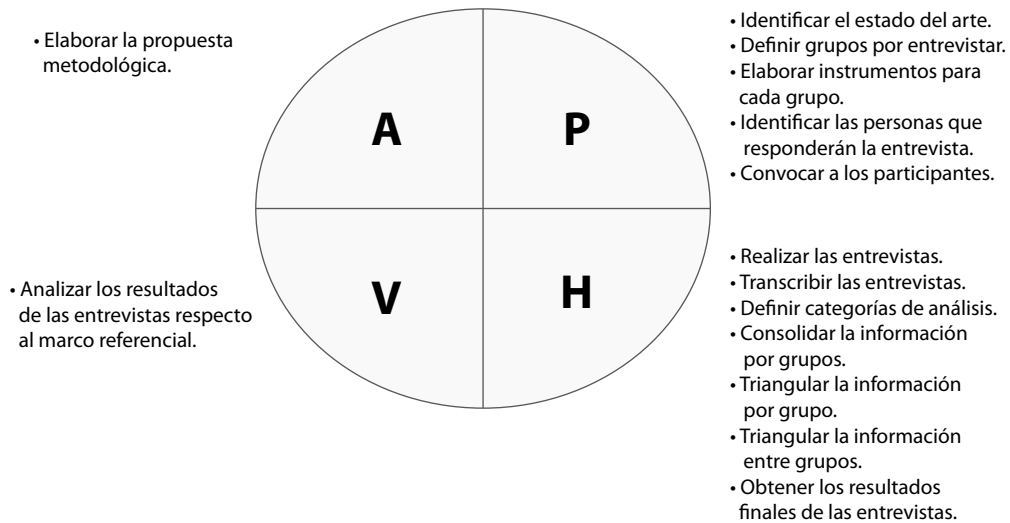 • Elaborar la propuesta
metodológica.
A
P
• Identificar el estado del arte.
• Definir grupos por entrevistar.
• Elaborar instrumentos para
cada grupo.
• Identificar las personas que
responderán la entrevista.
• Convocar a los participantes.
• Analizar los resultados
de las entrevistas respecto
al marco referencial.
V
H
• Realizar las entrevistas.
• Transcribir las entrevistas.
• Definir categorías de análisis.
• Consolidar la información
por grupos.
• Triangular la información
por grupo.
• Triangular la información
entre grupos.
• Obtener los resultados
finales de las entrevistas.